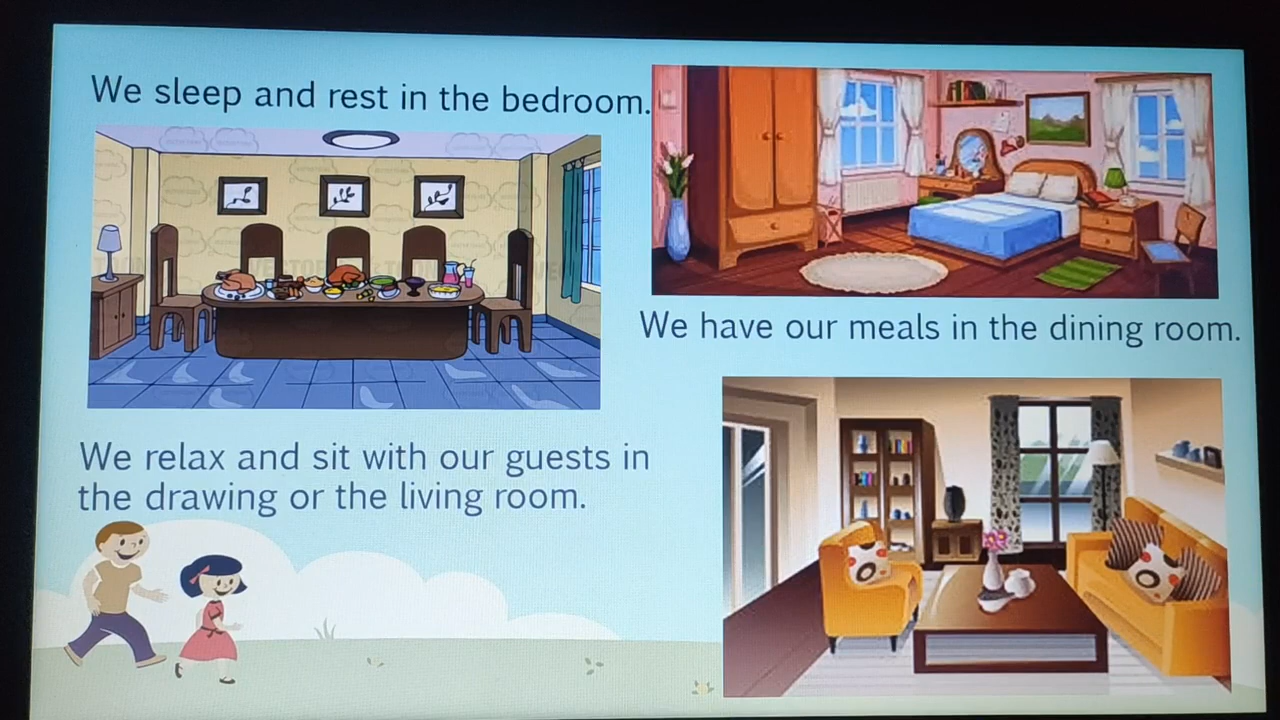 We sleep and rest in the bedroom.
We have our meals in the dining room.
We relax and sit with our guests in
the drawing or the living room.